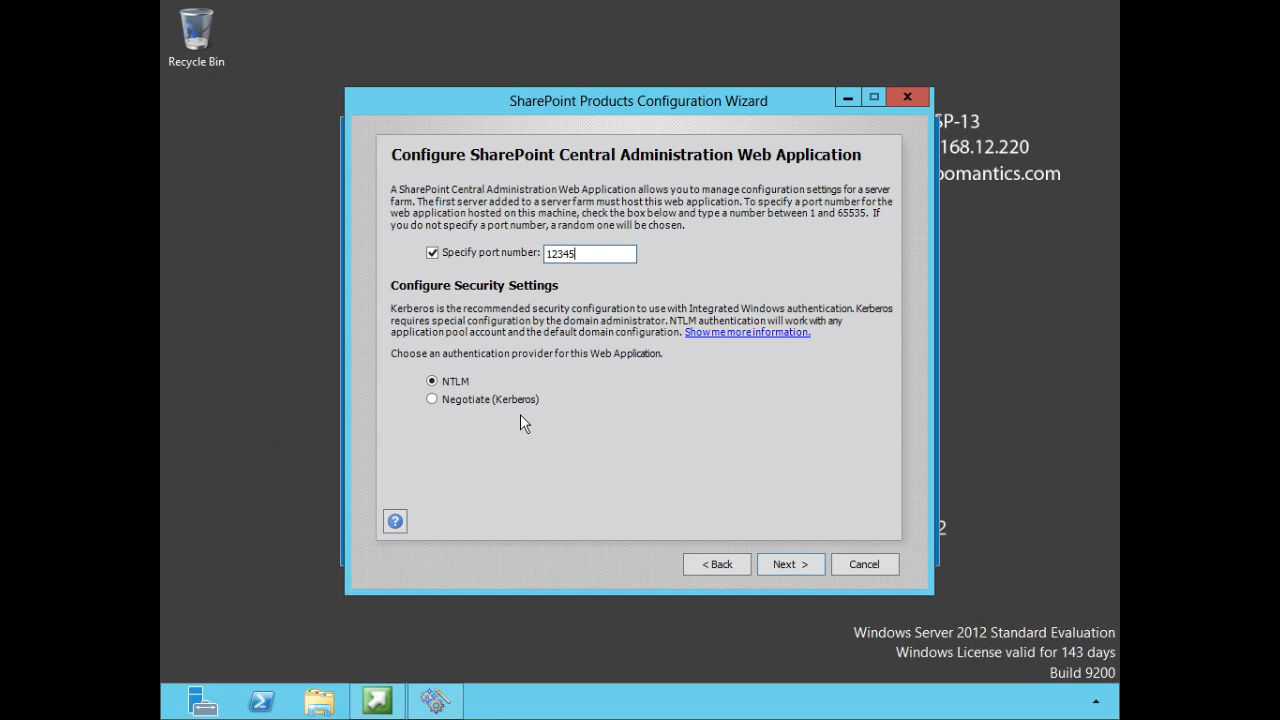 Recycle Bin
SharePoint Products Configuration Wizard
SP-13
168.12.220
pomantics.com
Configure SharePoint Central Administration Web Application
A SharePoint Central Administration Web Application allows you to manage configuration settings for a server
farm. The first server added to a server farm must host this web application. To specify a port number for the
web application hosted on this machine, check the box below and type a number between 1 and 65535. If
you do not specify a port number, a random one will be chosen.
Specify port number: 12345
Configure Security Settings
Kerberos is the recommended security configuration to use with Integrated Windows authentication. Kerberos
requires special configuration by the domain administrator. NTLM authentication will work with any
application pool account and the default domain configuration. Show me more information.
Choose an authentication provider for this Web Application.
NTLM
Negotiate (Kerberos)
2
< Back Next > Cancel
Windows Server 2012 Standard Evaluation
Windows License valid for 143 days
Build 9200